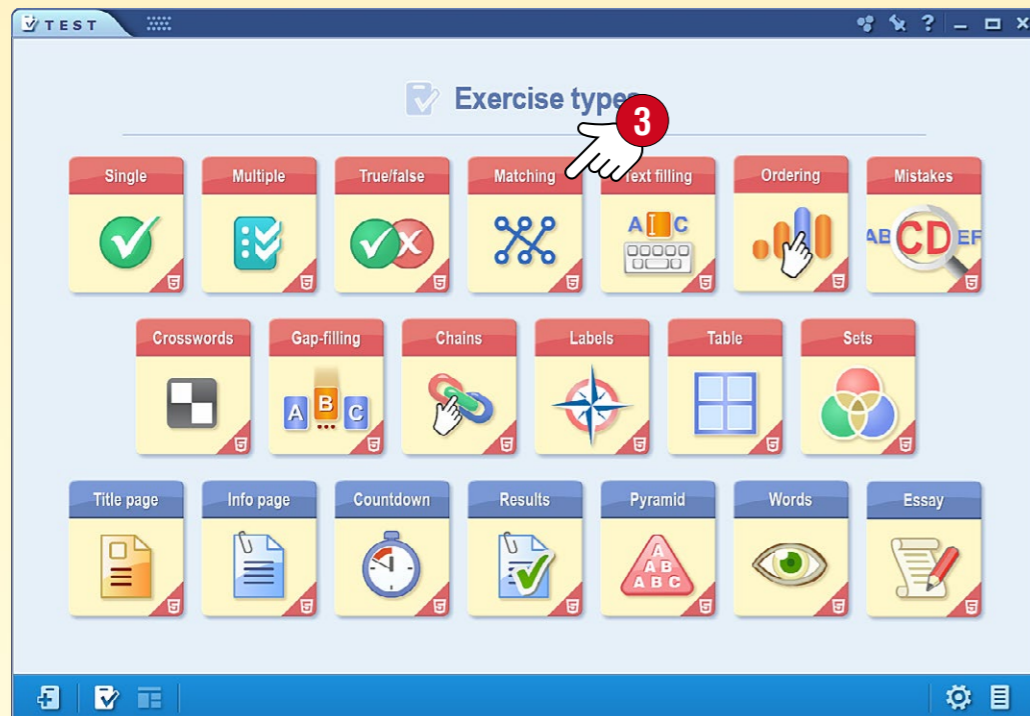 TEST
?
Exercise types
3
Single Multiple True/false Matching Text filling Ordering Mistakes
A C
AB CD EF
Crosswords Gap-filling Chains Labels Table Sets
A B C
Title page Info page Countdown Results Pyramid Words Essay
A
A B
A B C